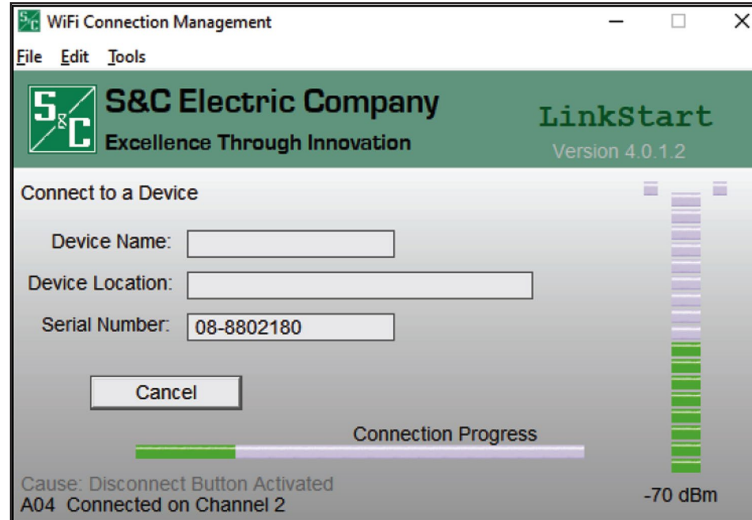 S&C WiFi Connection Management
File Edit Tools
S&C
S&C Electric Company
Excellence Through Innovation
LinkStart
Version 4.0.1.2
Connect to a Device
Device Name:
Device Location:
Serial Number: 08-8802180
Cancel
Connection Progress
Cause: Disconnect Button Activated
A04 Connected on Channel 2
-70 dBm